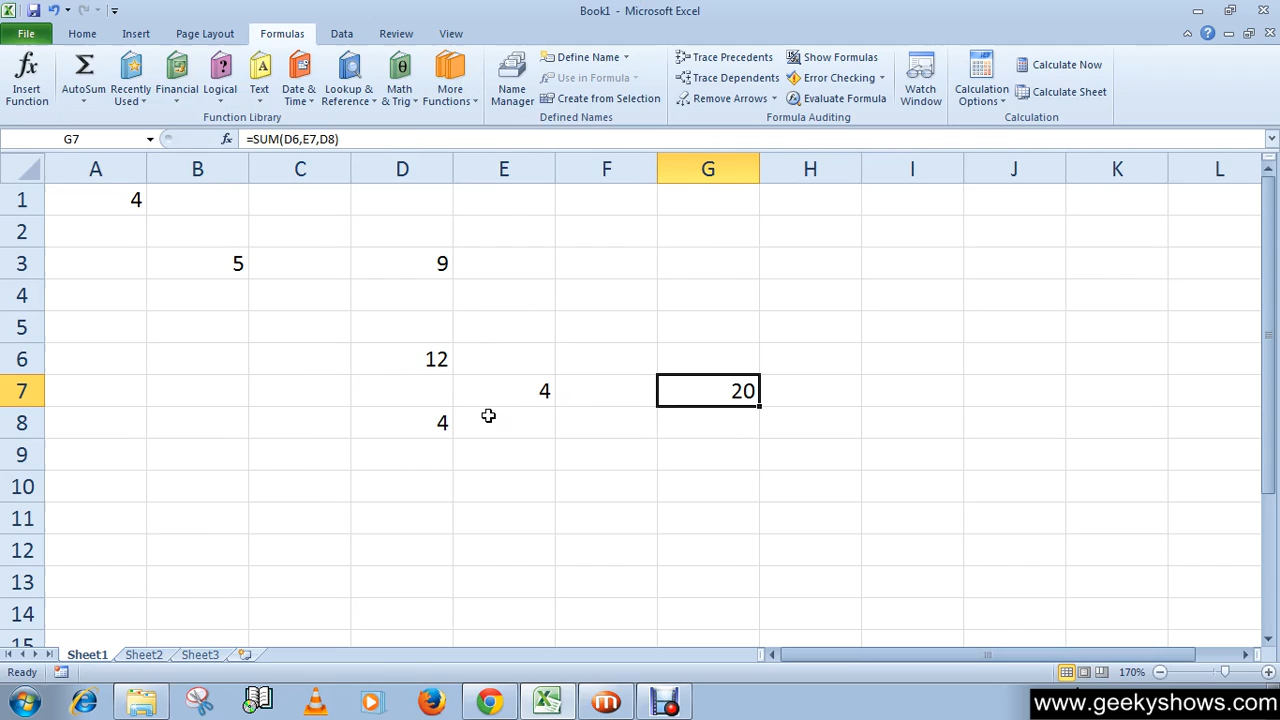 Book1 - Microsoft Excel
File Home Insert Page Layout Formulas Data Review View
Insert Function
AutoSum
Recently Used
Financial
Logical
Text
Date & Time
Lookup & Reference
Math & Trig
More Functions
Function Library
Name Manager
Define Name
Use in Formula
Create from Selection
Defined Names
Trace Precedents
Trace Dependents
Remove Arrows
Show Formulas
Error Checking
Evaluate Formula
Formula Auditing
Watch Window
Calculation Options
Calculate Now
Calculate Sheet
Calculation
G7 fx =SUM(D6,E7,D8)
A B C D E F G H I J K L
1 4
2
3 5 9
4
5
6 12
7 4 20
8 4
9
10
11
12
13
14
15
Sheet1 Sheet2 Sheet3
Ready 170%
www.geekyshows.com